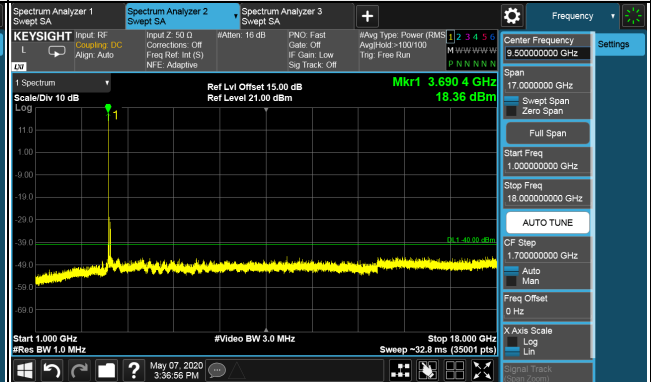 Spectrum Analyzer 1
Swept SA
Spectrum Analyzer 2
Swept SA
Spectrum Analyzer 3
Swept SA
+
Frequency
KEYSIGHT
L
LXI
Input: RF
Coupling: DC
Align: Auto
Input Z: 50 Ω
Corrections: Off
Freq Ref: Int (S)
NFE: Adaptive
#Atten: 16 dB
PNO: Fast
Gate: Off
IF Gain: Low
Sig Track: Off
#Avg Type: Power (RMS
Avg|Hold:>100/100
Trig: Free Run
1 2 3 4 5 6
M W W W W W
P N N N N N
1 Spectrum
Scale/Div 10 dB
Log
Ref Lvl Offset 15.00 dB
Ref Level 21.00 dBm
Mkr1 3.690 4 GHz
18.36 dBm
1
11.0
1.00
-9.00
-19.0
-29.0
-39.0
-49.0
-59.0
-69.0
DL1 -40.00 dBm
Start 1.000 GHz
#Res BW 1.0 MHz
#Video BW 3.0 MHz
Stop 18.000 GHz
Sweep ~32.8 ms (35001 pts)
Center Frequency
9.500000000 GHz
Settings
Span
17.0000000 GHz
Swept Span
Zero Span
Full Span
Start Freq
1.000000000 GHz
Stop Freq
18.000000000 GHz
AUTO TUNE
CF Step
1.700000000 GHz
Auto
Man
Freq Offset
0 Hz
X Axis Scale
Log
Lin
Signal Track
(Span Zoom)
?
May 07, 2020
3:36:56 PM